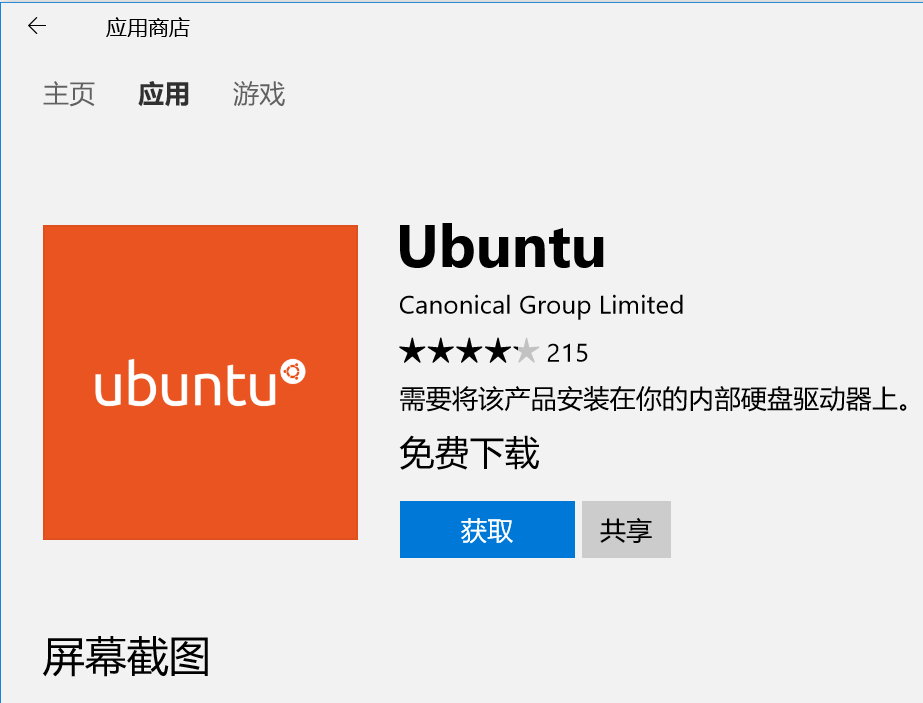 应用商店
主页 应用 游戏
ubuntu
Ubuntu
Canonical Group Limited
215
需要将该产品安装在你的内部硬盘驱动器上。
免费下载
获取 共享
屏幕截图